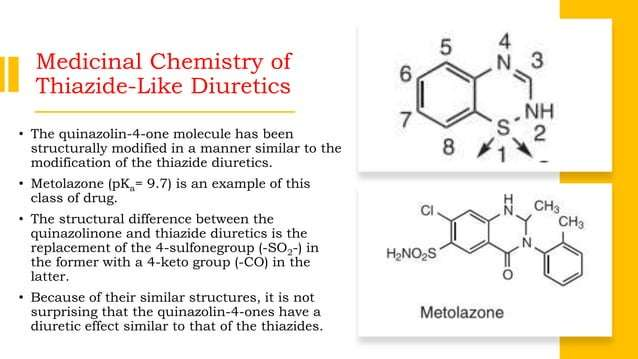 Medicinal Chemistry of
Thiazide-Like Diuretics
• The quinazolin-4-one molecule has been
structurally modified in a manner similar to the
modification of the thiazide diuretics.
• Metolazone (pKa= 9.7) is an example of this
class of drug.
• The structural difference between the
quinazolinone and thiazide diuretics is the
replacement of the 4-sulfonegroup (-SO2-) in
the former with a 4-keto group (-CO) in the
latter.
• Because of their similar structures, it is not
surprising that the quinazolin-4-ones have a
diuretic effect similar to that of the thiazides.
5
4
N
3
6
7
NH
2
S
8
1
H
N
CH3
Cl
CH3
N
H2NO2S
O
Metolazone